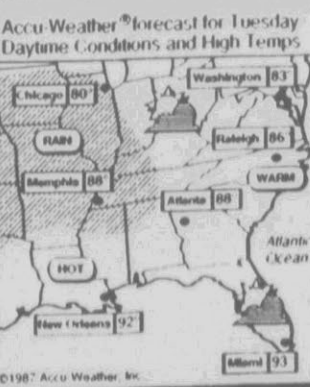 Accu-Weather® forecast for Tuesday
Daytime Conditions and High Temps
Washington 83°
Chicago 80°
RAIN
Raleigh 86°
Memphis 88°
WARM
Atlanta 88
Atlantic
Ocean
HOT
New Orleans 92°
Miami 93
©1987 Accu Weather, Inc.